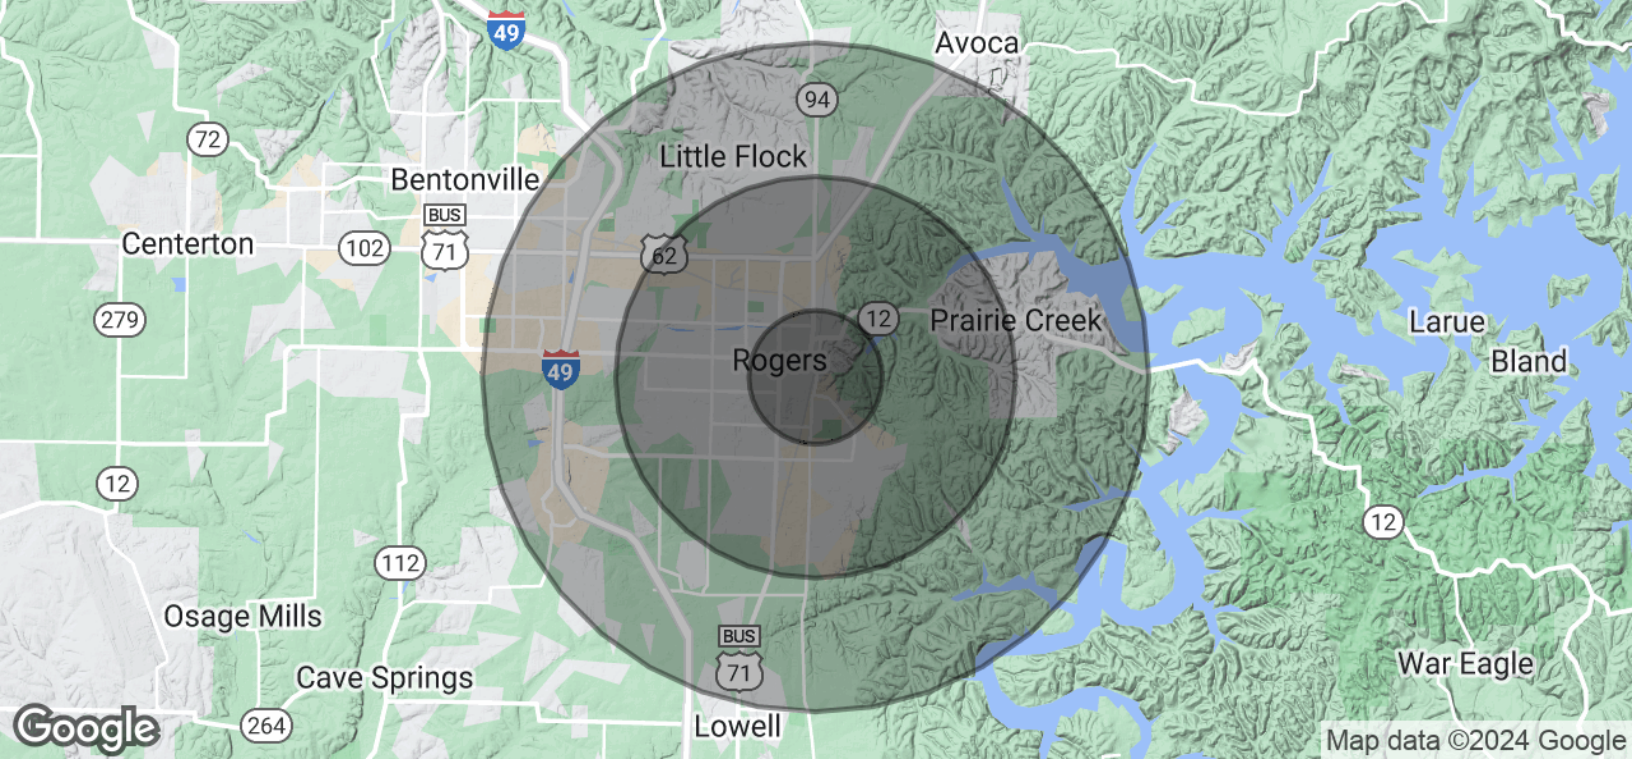 49
Avoca
94
72
Little Flock
Bentonville
BUS
71
Centerton
102
62
279
12
Prairie Creek
Larue
Rogers
Bland
49
12
12
112
Osage Mills
BUS
War Eagle
Cave Springs
71
264
Lowell
Google
Map data ©2024 Google